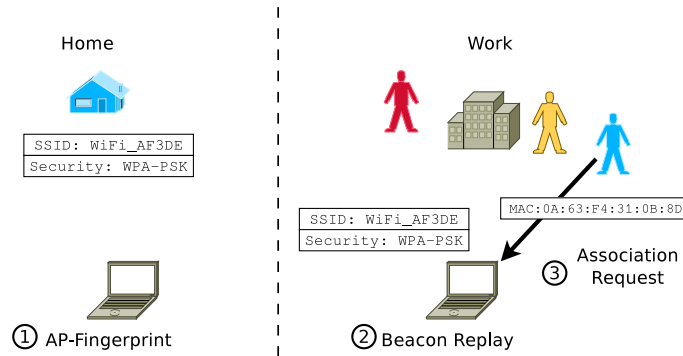 Home
SSID: WiFi_AF3DE
Security: WPA-PSK
1 AP-Fingerprint
Work
MAC:0A:63:F4:31:0B:8D
SSID: WiFi_AF3DE
Security: WPA-PSK
3 Association
Request
2 Beacon Replay